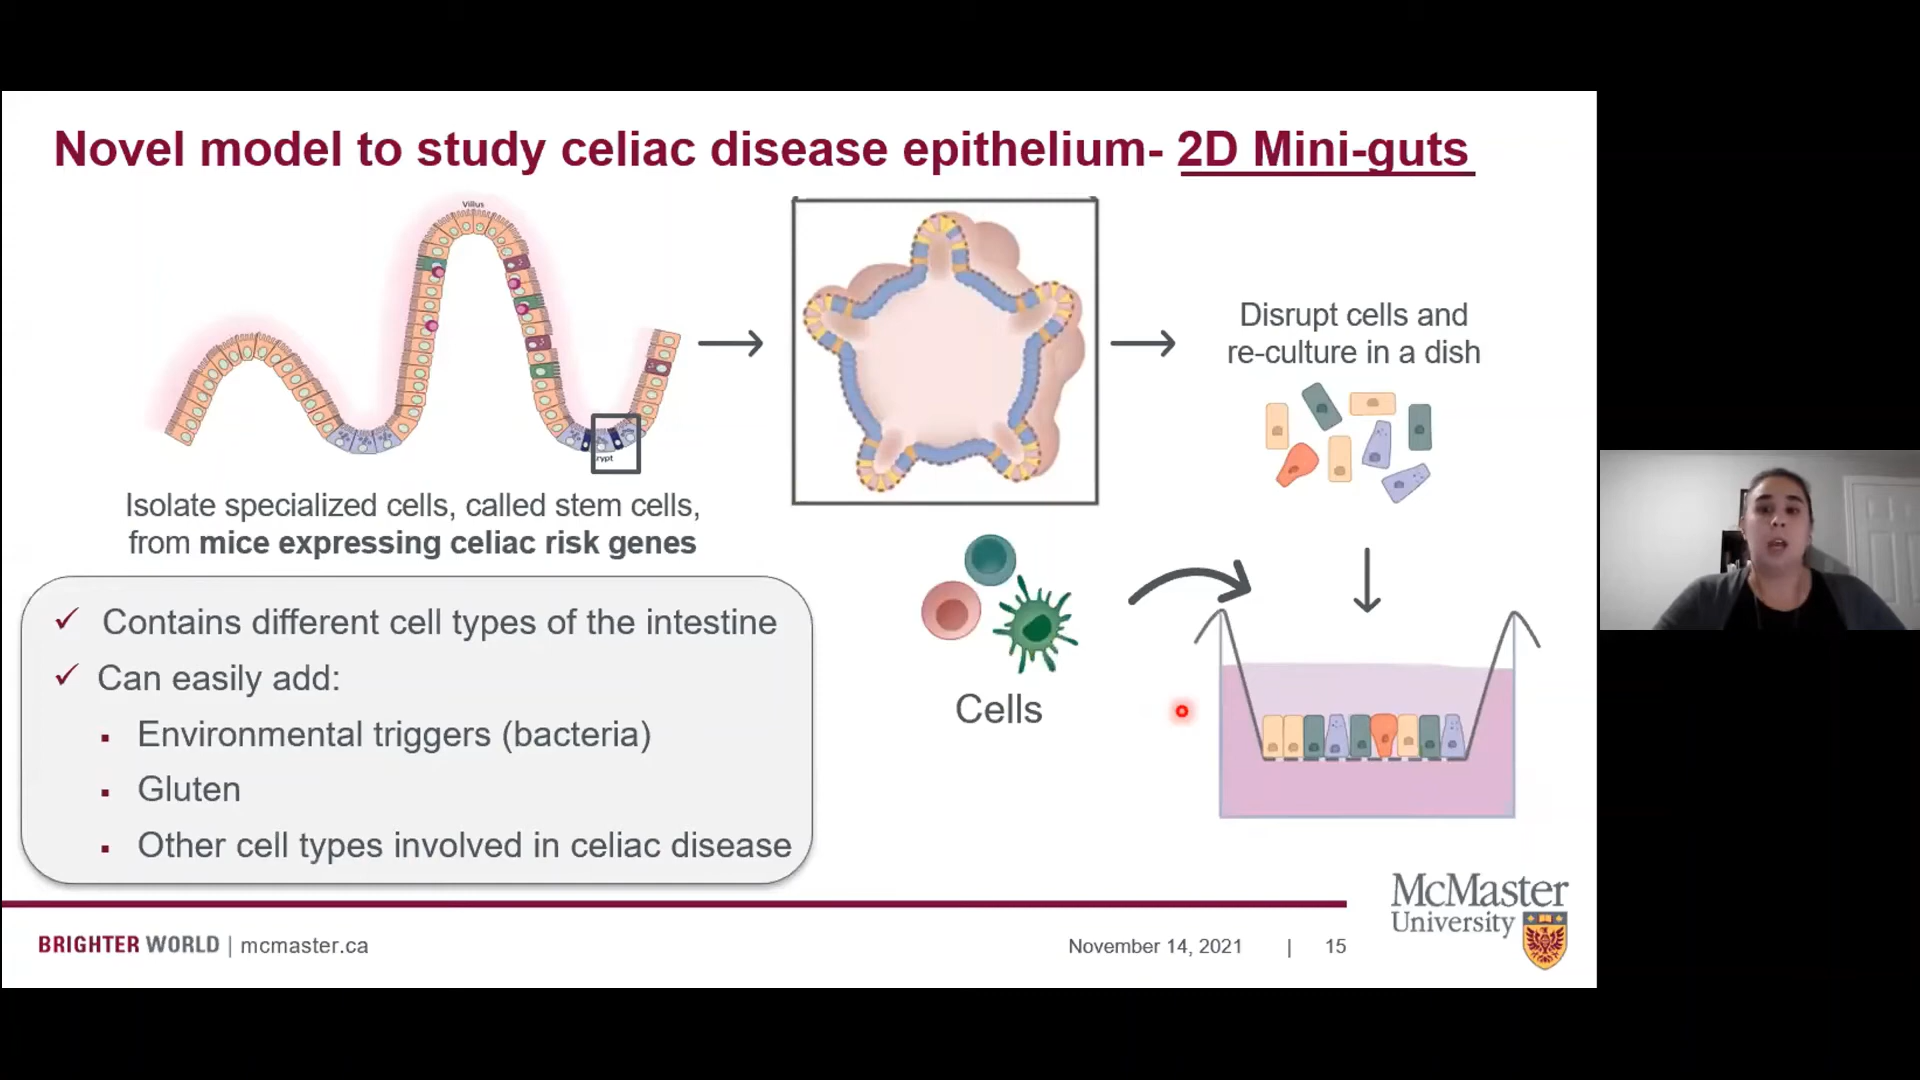 Novel model to study celiac disease epithelium- 2D Mini-guts
Villus
rypt
Isolate specialized cells, called stem cells,
from mice expressing celiac risk genes
Disrupt cells and
re-culture in a dish
✓ Contains different cell types of the intestine
✓ Can easily add:
▪ Environmental triggers (bacteria)
▪ Gluten
▪ Other cell types involved in celiac disease
Cells
McMaster
University
BRIGHTER WORLD | mcmaster.ca
November 14, 2021 | 15